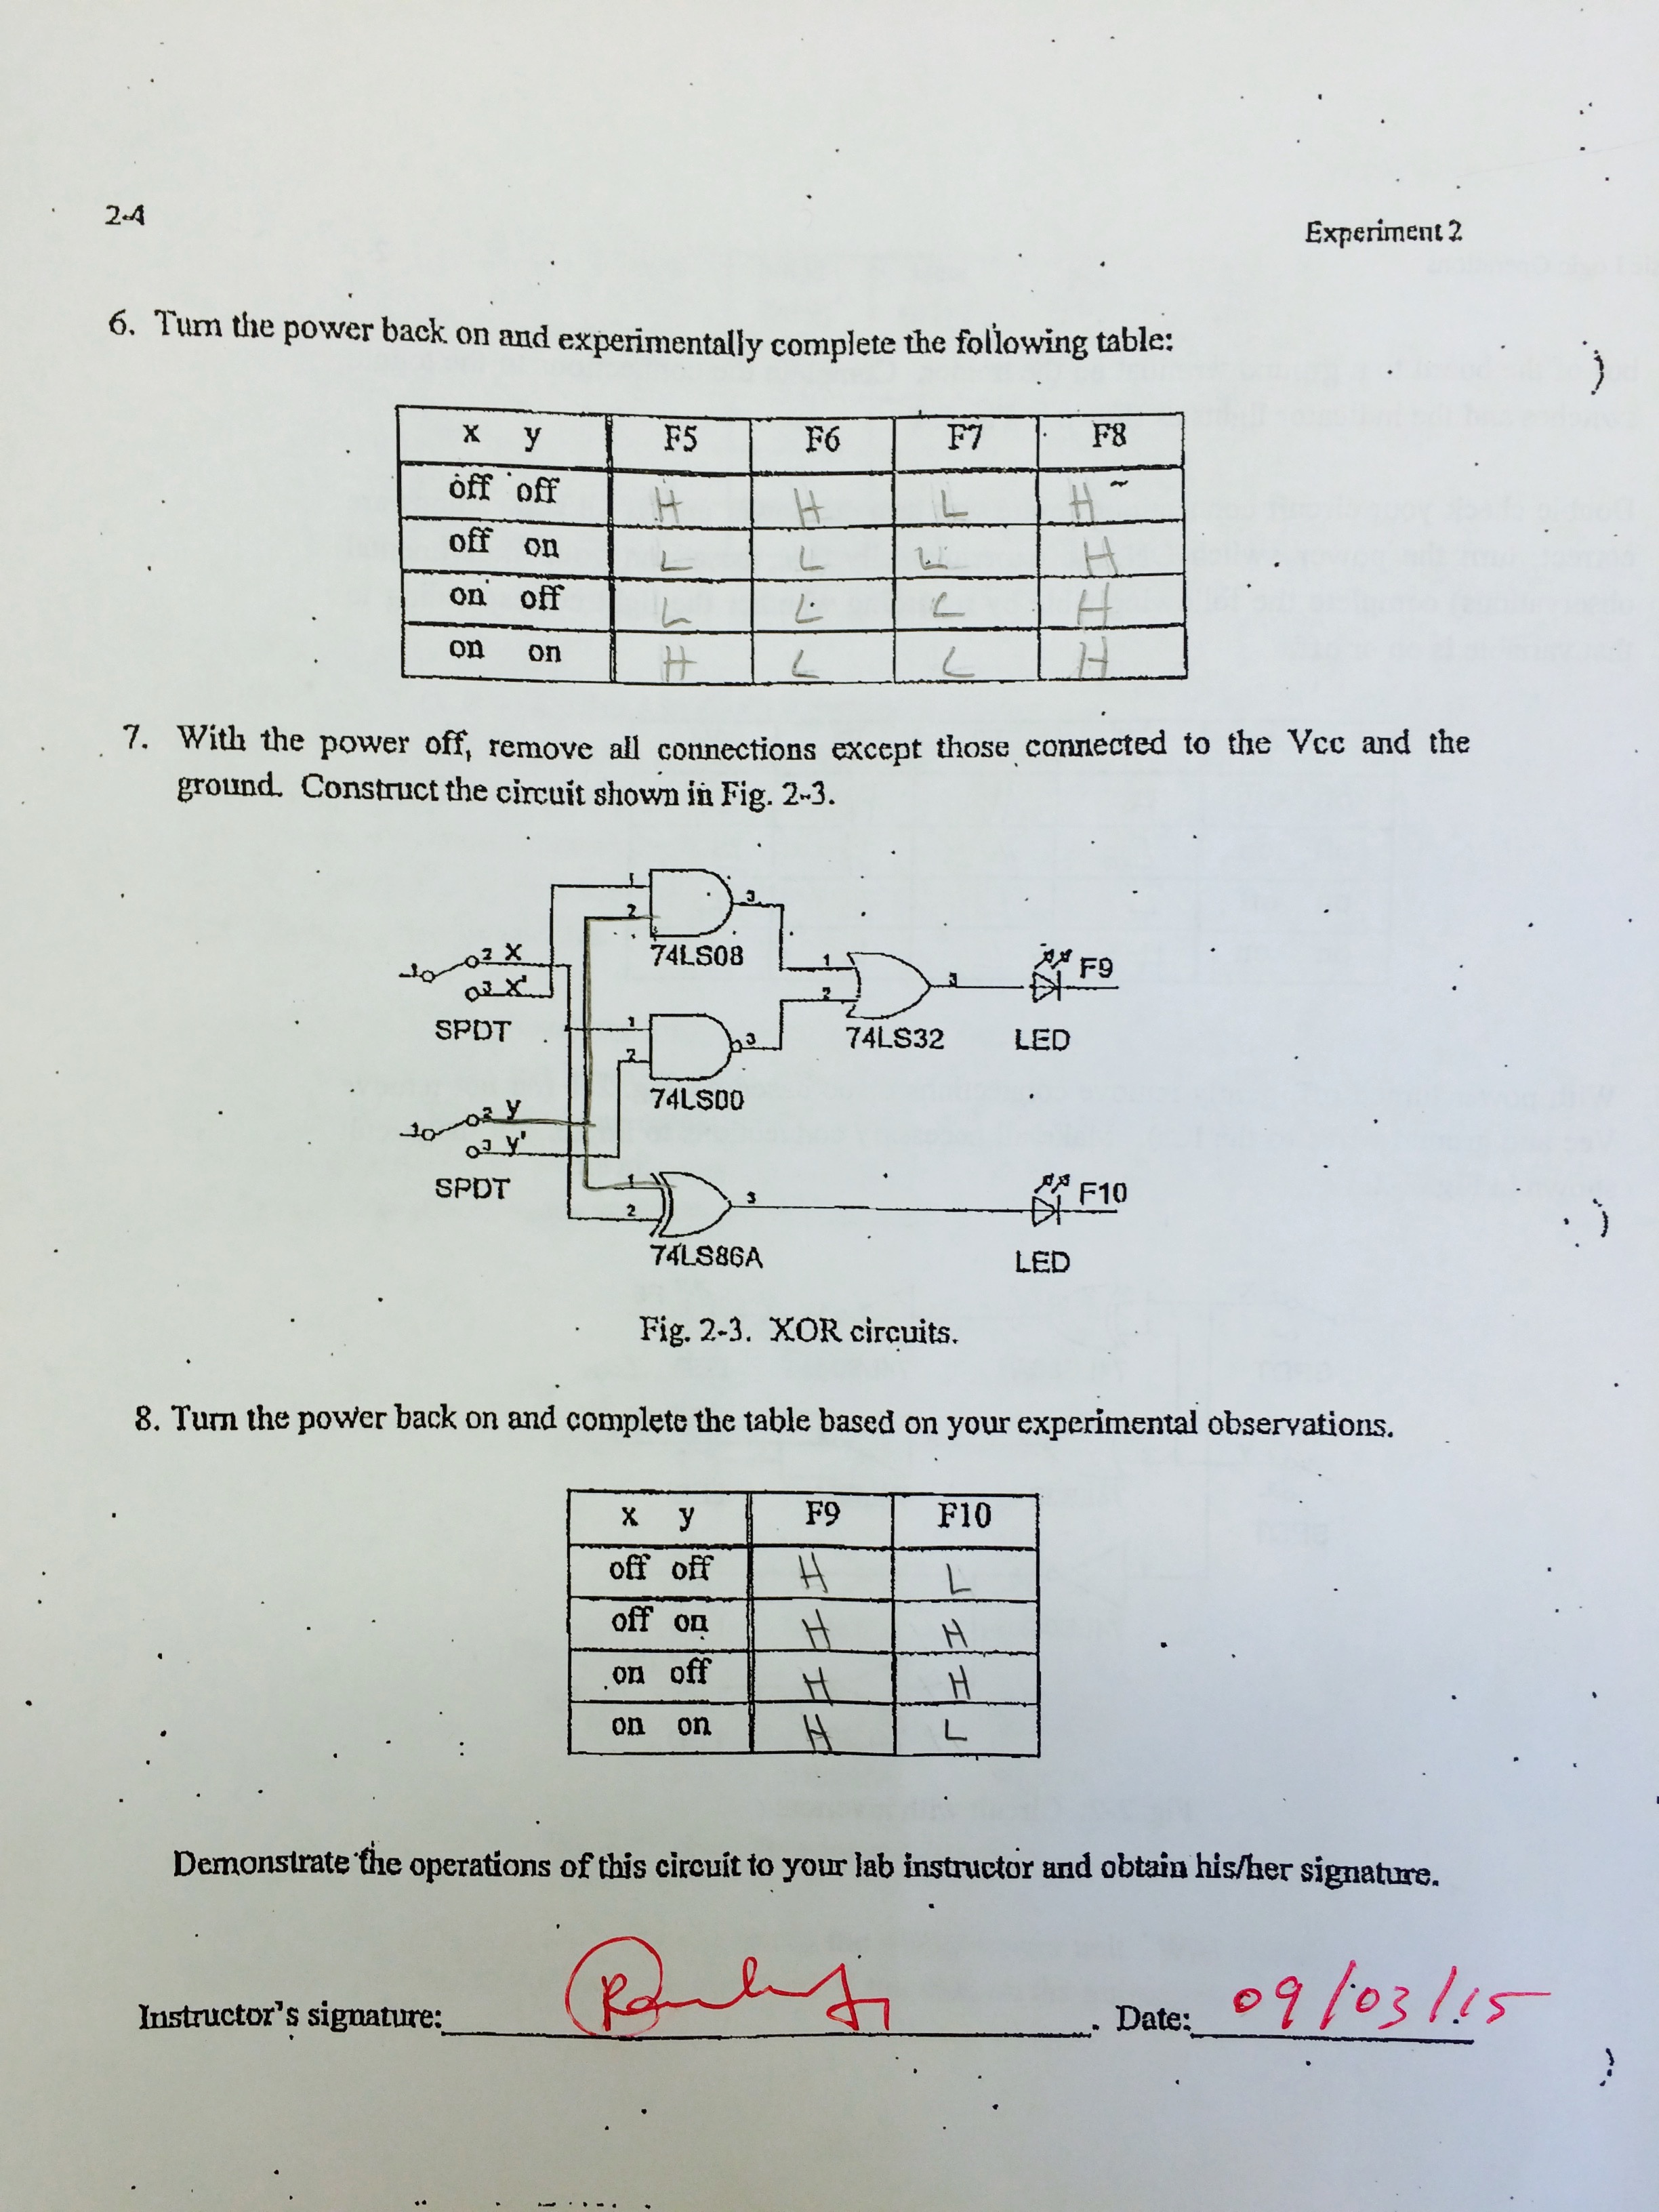 2-4
Experiment 2
6. Turn the power back on and experimentally complete the following table:
x y F5 F6 F7 F8
off off H H L H
off on L L L H
on off L L L H
on on H L L H
7. With the power off, remove all connections except those connected to the Vcc and the
ground. Construct the circuit shown in Fig. 2-3.
1
2 3
74LS08
1 2 X
3 X'
SPDT
1
2 3
74LS00
1
2 3
74LS32
F9
LED
1 2 y
3 y'
SPDT
1
2 3
74LS86A
F10
LED
Fig. 2-3. XOR circuits.
8. Turn the power back on and complete the table based on your experimental observations.
x y F9 F10
off off H L
off on H H
on off H H
on on H L
Demonstrate the operations of this circuit to your lab instructor and obtain his/her signature.
Instructor's signature: . Date: 09/03/15